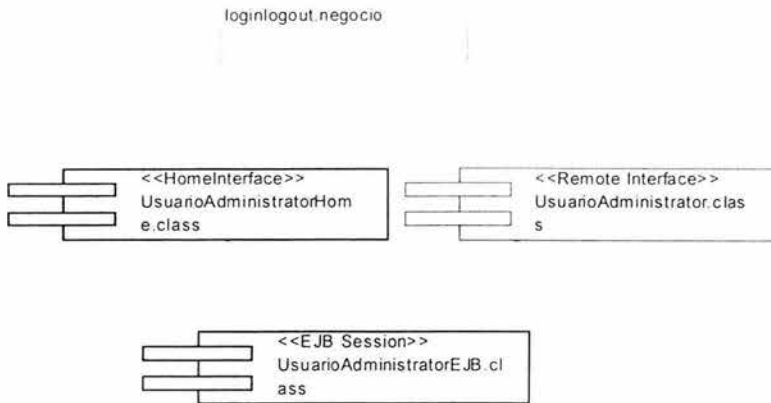 loginlogout.negocio
<<HomeInterface>>
UsuarioAdministratorHom
e.class
<<Remote Interface>>
UsuarioAdministrator.clas
s
<<EJB Session>>
UsuarioAdministratorEJB.cl
ass